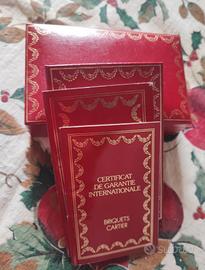 CERTIFICAT
DE GARANTIE
INTERNATIONALE
BRIQUETS
CARTIER